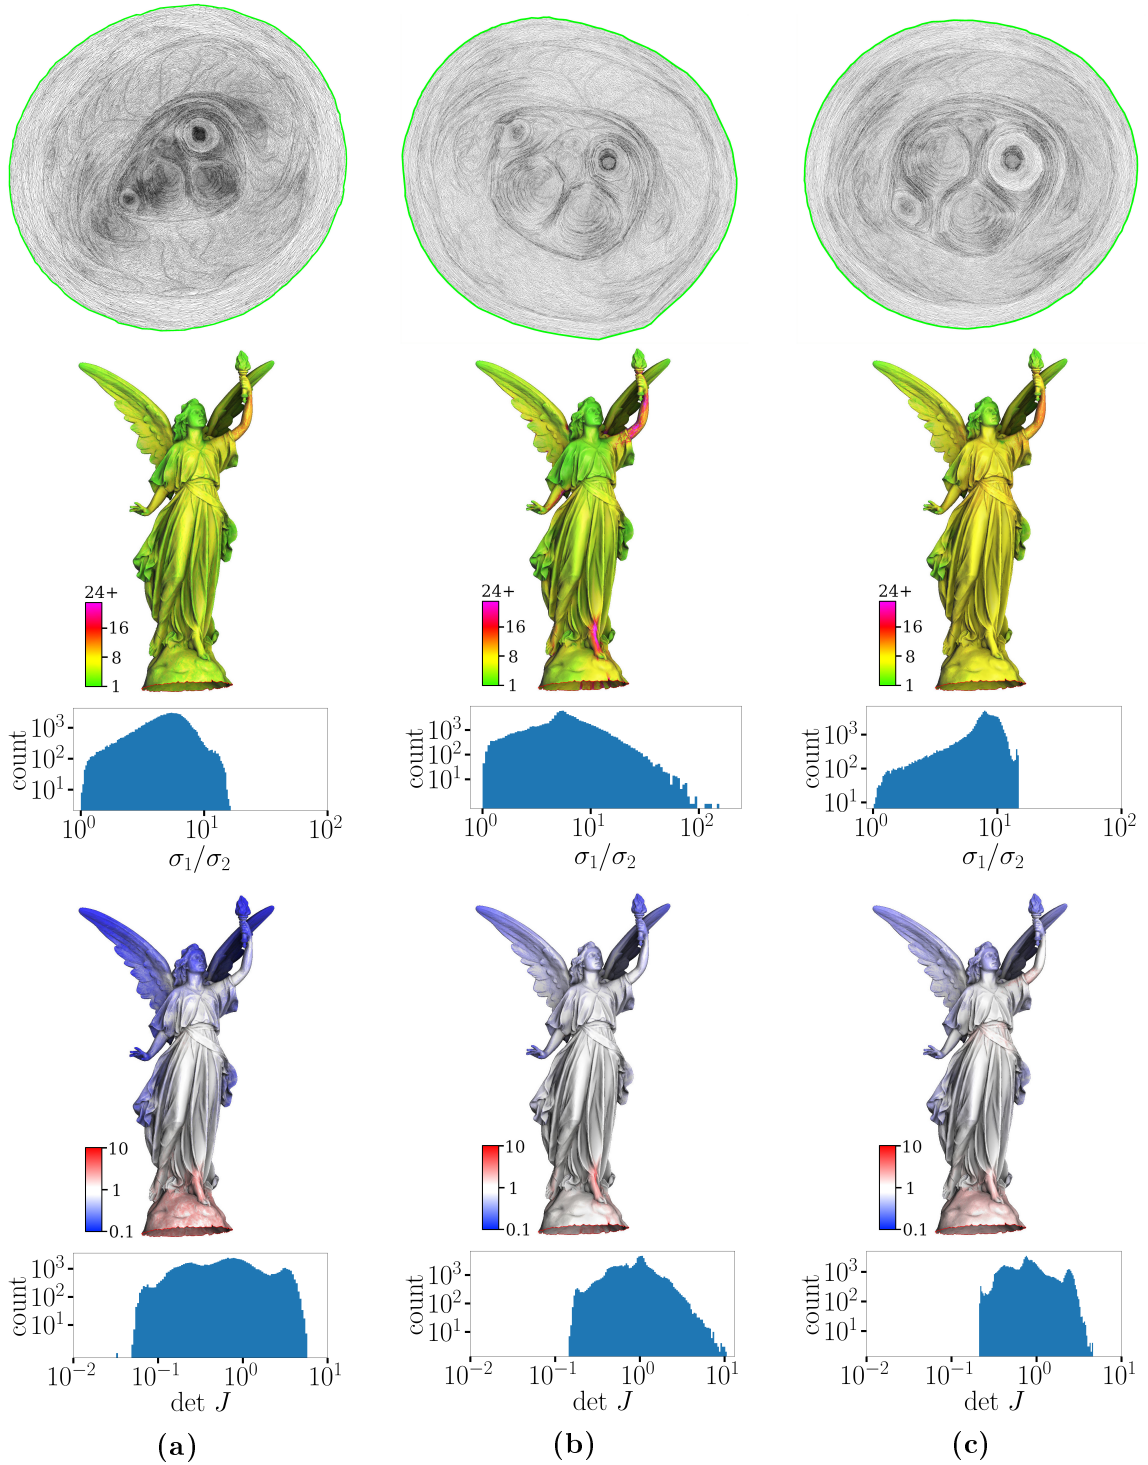 24+ 24+ 24+
16 16 16
8 8 8
1 1 1
count 10³ 10² 10¹ count 10³ 10² 10¹ count 10³ 10² 10¹
10⁰ 10¹ 10² 10⁰ 10¹ 10² 10⁰ 10¹ 10²
σ₁/σ₂ σ₁/σ₂ σ₁/σ₂
10 10 10
1 1 1
0.1 0.1 0.1
count 10³ 10² 10¹ count 10³ 10² 10¹ count 10³ 10² 10¹
10⁻² 10⁻¹ 10⁰ 10¹ 10⁻² 10⁻¹ 10⁰ 10¹ 10⁻² 10⁻¹ 10⁰ 10¹
det J det J det J
(a) (b) (c)